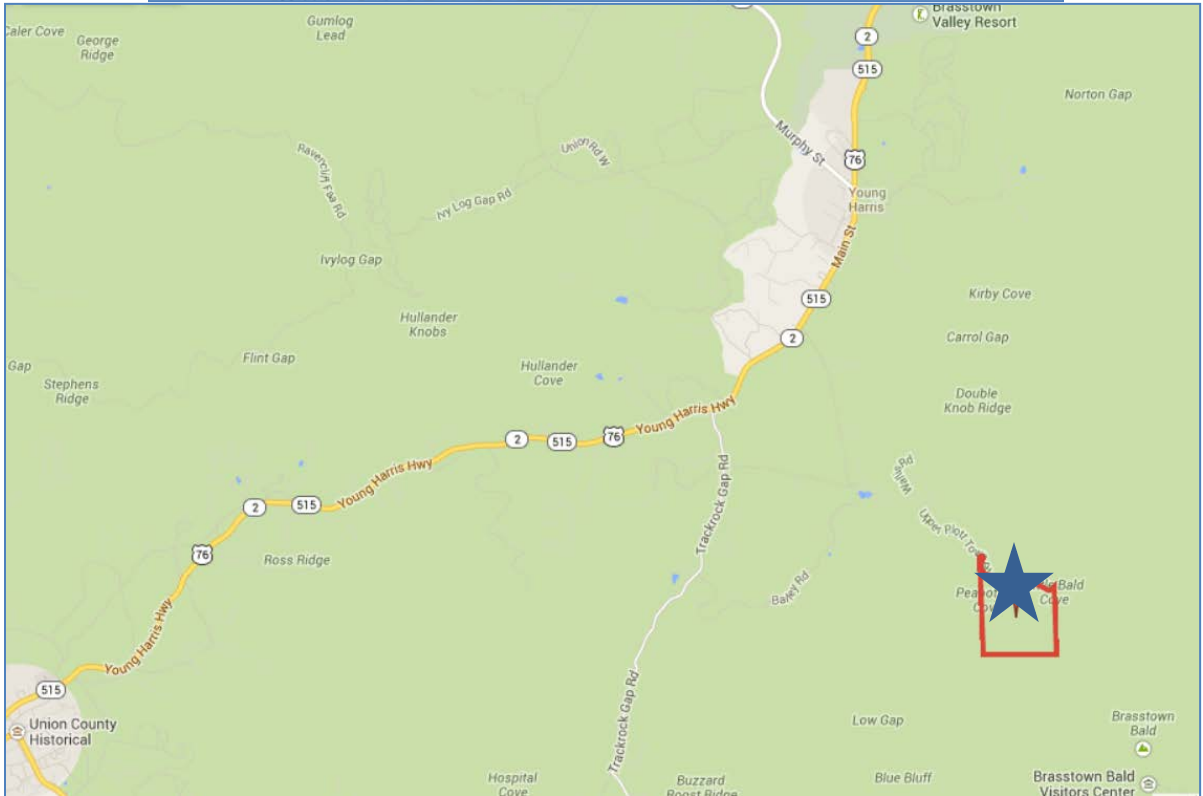 Brasstown
Valley Resort
Caler Cove
George
Ridge
Gumlog
Lead
2
515
Norton Gap
Murphy St
Union Rd W
76
Young
Harris
Ivy Log Gap Rd
Main St
Ivylog Gap
515
Kirby Cove
Hullander
Knobs
2
Carrol Gap
Flint Gap
Gap
Stephens
Ridge
Hullander
Cove
Double
Knob Ridge
Young Harris Hwy
2
515
76
Young Harris Hwy
Trackrock Gap Rd
2
515
76
Ross Ridge
Bailey Rd
Bald
Cove
Young Harris Hwy
515
Union County
Historical
Trackrock Gap Rd
Low Gap
Brasstown
Bald
Hospital
Cove
Buzzard
Roost Ridge
Blue Bluff
Brasstown Bald
Visitors Center